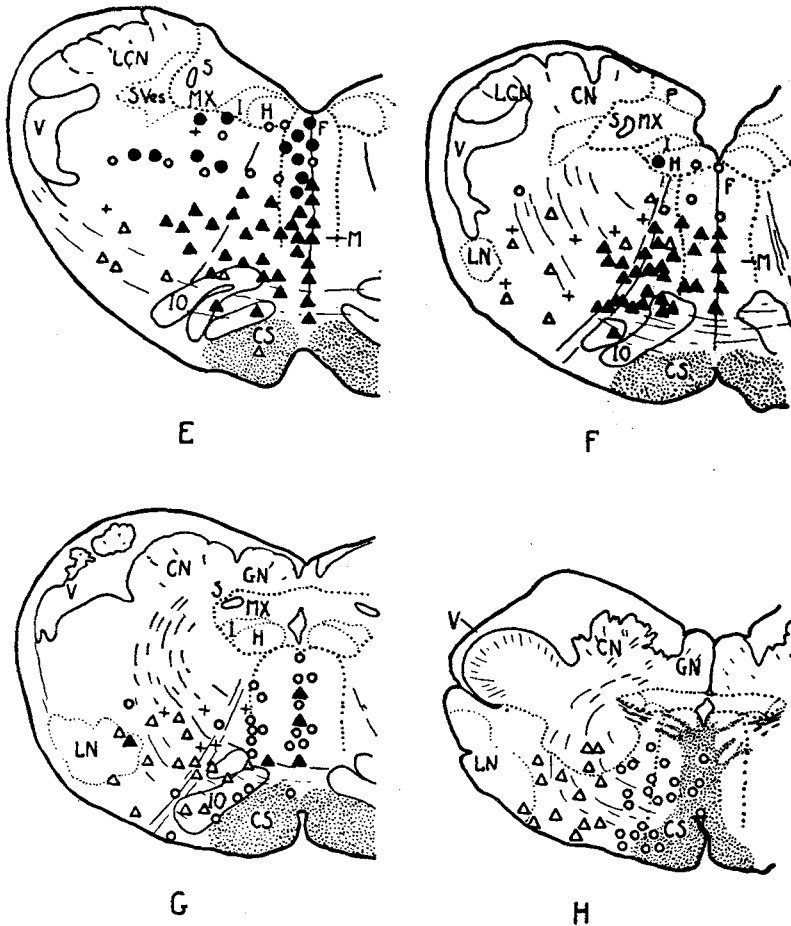 LCN
S
SVes
MX
I
H
F
V
M
IO
CS
E
LCN
CN
P
S
MX
V
I
H
F
LN
M
IO
CS
F
CN
GN
V
S
MX
I
H
LN
IO
CS
G
V
CN
GN
LN
CS
H